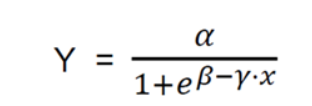 Y = α / (1+e^(β−γ·x))